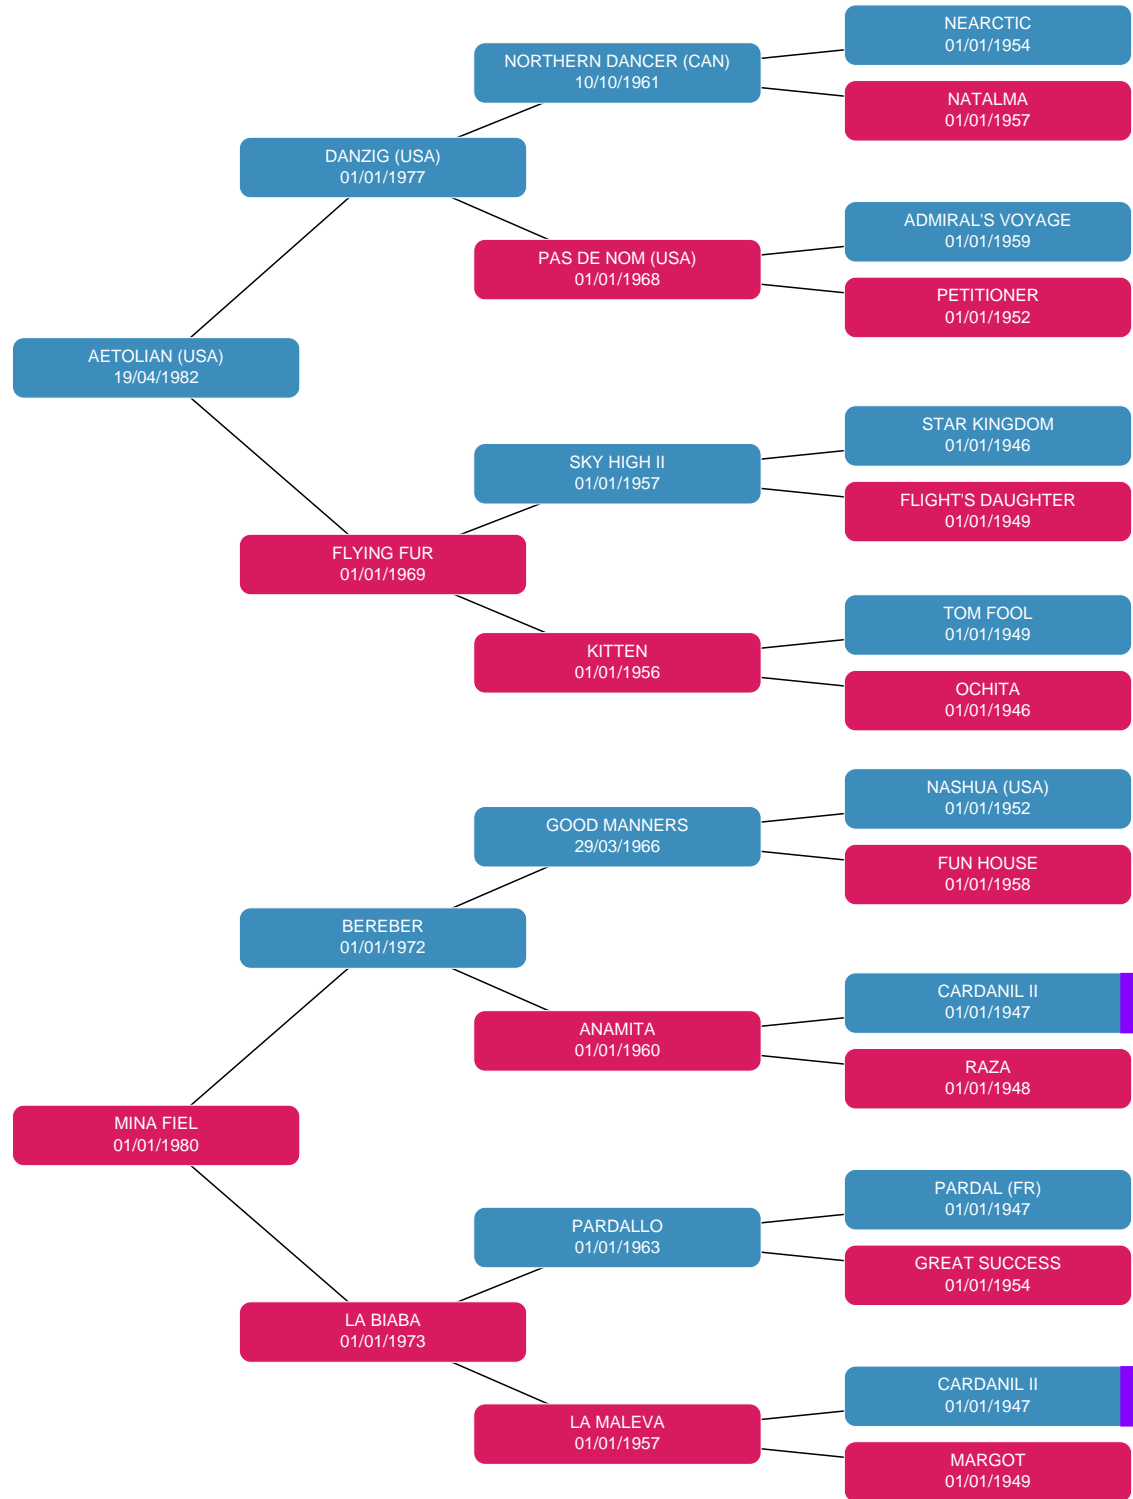 NEARCTIC
01/01/1954
NORTHERN DANCER (CAN)
10/10/1961
NATALMA
01/01/1957
DANZIG (USA)
01/01/1977
ADMIRAL'S VOYAGE
01/01/1959
PAS DE NOM (USA)
01/01/1968
PETITIONER
01/01/1952
AETOLIAN (USA)
19/04/1982
STAR KINGDOM
01/01/1946
SKY HIGH II
01/01/1957
FLIGHT'S DAUGHTER
01/01/1949
FLYING FUR
01/01/1969
TOM FOOL
01/01/1949
KITTEN
01/01/1956
OCHITA
01/01/1946
NASHUA (USA)
01/01/1952
GOOD MANNERS
29/03/1966
FUN HOUSE
01/01/1958
BEREBER
01/01/1972
CARDANIL II
01/01/1947
ANAMITA
01/01/1960
RAZA
01/01/1948
MINA FIEL
01/01/1980
PARDAL (FR)
01/01/1947
PARDALLO
01/01/1963
GREAT SUCCESS
01/01/1954
LA BIABA
01/01/1973
CARDANIL II
01/01/1947
LA MALEVA
01/01/1957
MARGOT
01/01/1949